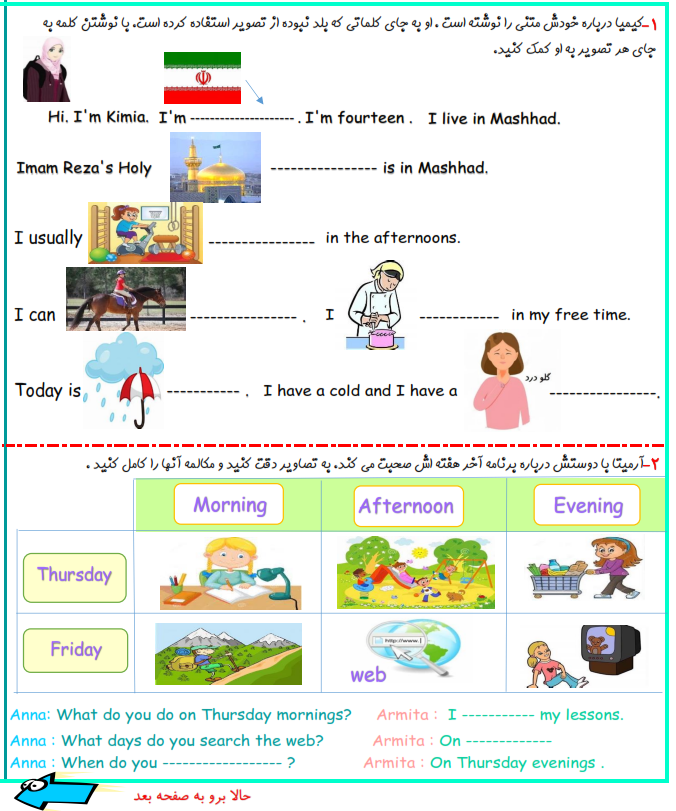 ۱-کیمیا درباره خودش متنی را نوشته است . او به جای کلماتی که بلد نبوده از تصویر استفاده کرده است. با نوشتن کلمه به
جای هر تصویر به او کمک کنید.
Hi. I'm Kimia. I'm --------------------- . I'm fourteen . I live in Mashhad.
Imam Reza's Holy ---------------- is in Mashhad.
I usually ---------------- in the afternoons.
I can ---------------- . I ------------ in my free time.
Today is ----------- . I have a cold and I have a گلو درد ----------------.
۲-آرمیتا با دوستش درباره برنامه آخر هفته اش صحبت می کند. به تصاویر دقت کنید و مکالمه آنها را کامل کنید .
Morning Afternoon Evening
Thursday
Friday http://www. web
Anna: What do you do on Thursday mornings? Armita : I ----------- my lessons.
Anna : What days do you search the web? Armita : On -------------
Anna : When do you ------------------ ? Armita : On Thursday evenings .
حالا برو به صفحه بعد